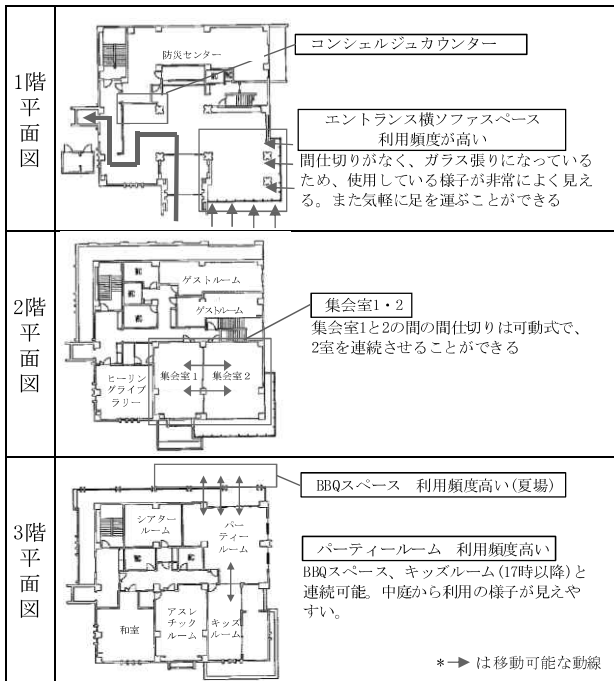 1階平面図
防災センター
コンシェルジュカウンター
エントランス横ソファスペース
利用頻度が高い
間仕切りがなく、ガラス張りになっている
ため、使用している様子が非常によく見え
る。また気軽に足を運ぶことができる
2階平面図
ゲストルーム
ゲストルーム
ヒーリン
グライブ
ラリー
集会室1
集会室2
集会室1・2
集会室1と2の間の間仕切りは可動式で、
2室を連続させることができる
3階平面図
シアター
ルーム
パー
ティー
ルーム
和室
アスレ
チック
ルーム
キッズ
ルーム
BBQスペース 利用頻度高い(夏場)
パーティールーム 利用頻度高い
BBQスペース、キッズルーム(17時以降)と
連続可能。中庭から利用の様子が見えや
すい。
*→ は移動可能な動線